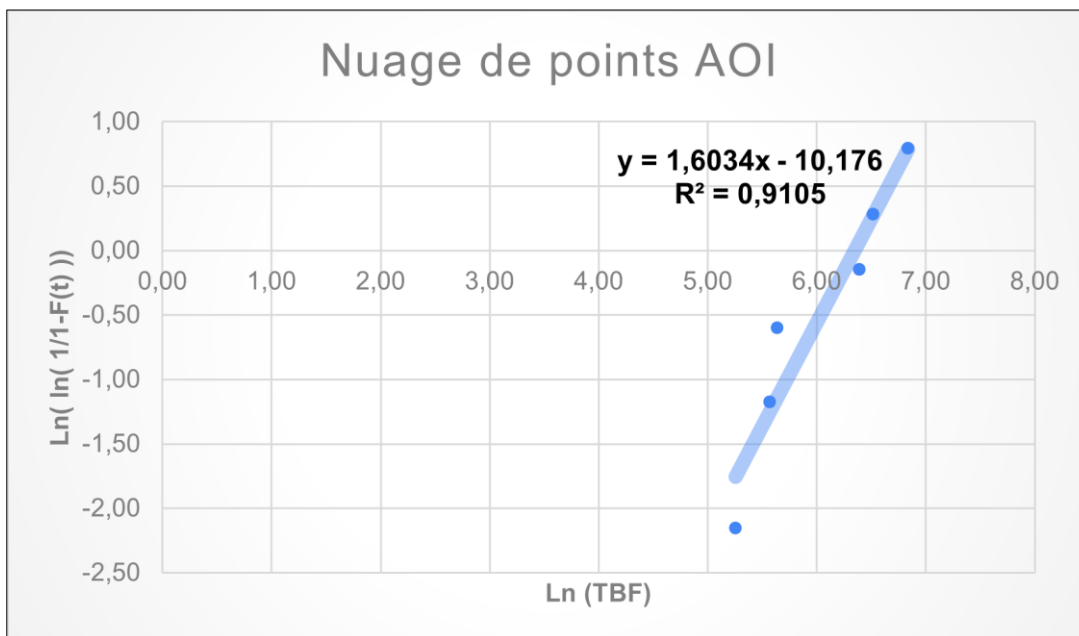 Nuage de points AOI
1,00
0,50
0,00
-0,50
-1,00
-1,50
-2,00
-2,50
0,00 1,00 2,00 3,00 4,00 5,00 6,00 7,00 8,00
y = 1,6034x - 10,176
R² = 0,9105
Ln( ln( 1/1-F(t) ))
Ln (TBF)